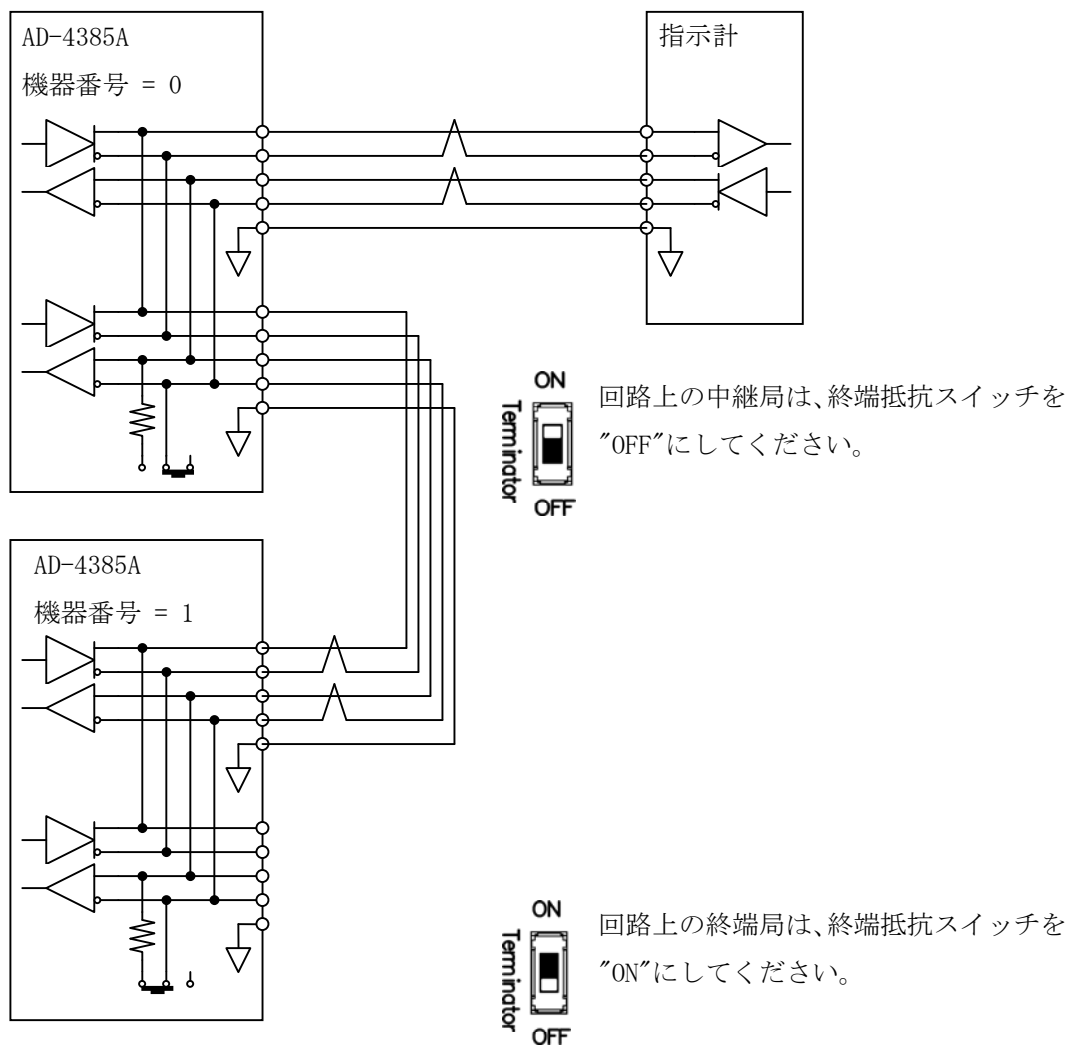 AD-4385A
機器番号 = 0
指示計
ON
Terminator
OFF
回路上の中継局は、終端抵抗スイッチを
"OFF"にしてください。
AD-4385A
機器番号 = 1
ON
Terminator
OFF
回路上の終端局は、終端抵抗スイッチを
"ON"にしてください。